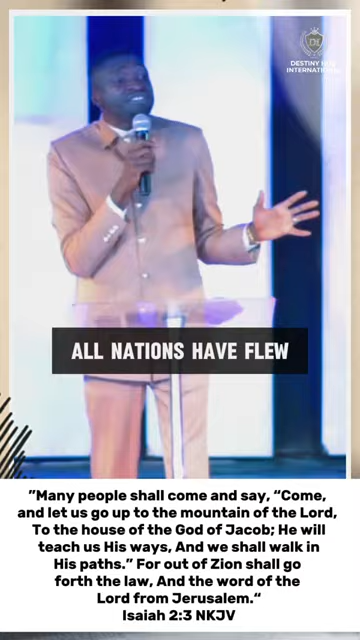 DESTINY HUB
INTERNATIONAL
ALL NATIONS HAVE FLEW
”Many people shall come and say, “Come,
and let us go up to the mountain of the Lord,
To the house of the God of Jacob; He will
teach us His ways, And we shall walk in
His paths.” For out of Zion shall go
forth the law, And the word of the
Lord from Jerusalem.“
Isaiah 2:3 NKJV